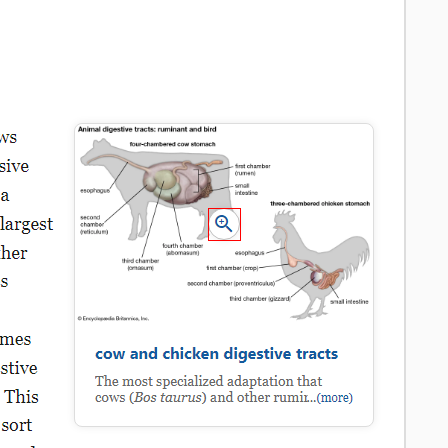 ws
sive
a
largest
ther
s
mes
stive
This
sort
Animal digestive tracts: ruminant and bird
four-chambered cow stomach
first chamber
(rumen)
small
intestine
esophagus
second
chamber
(reticulum)
third chamber
(omasum)
fourth chamber
(abomasum)
three-chambered chicken stomach
esophagus
first chamber (crop)
second chamber (proventriculus)
third chamber (gizzard)
small intestine
© Encyclopædia Britannica, Inc.
cow and chicken digestive tracts
The most specialized adaptation that
cows (Bos taurus) and other rumi...(more)